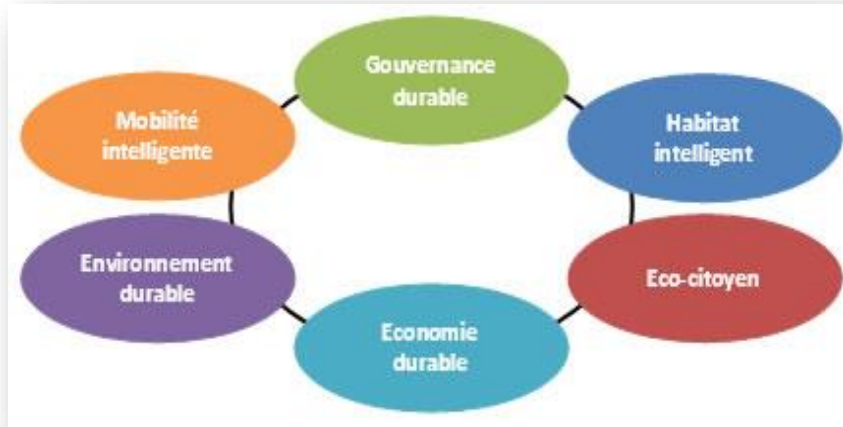 Gouvernance
durable
Mobilité
intelligente
Habitat
intelligent
Environnement
durable
Eco-citoyen
Economie
durable